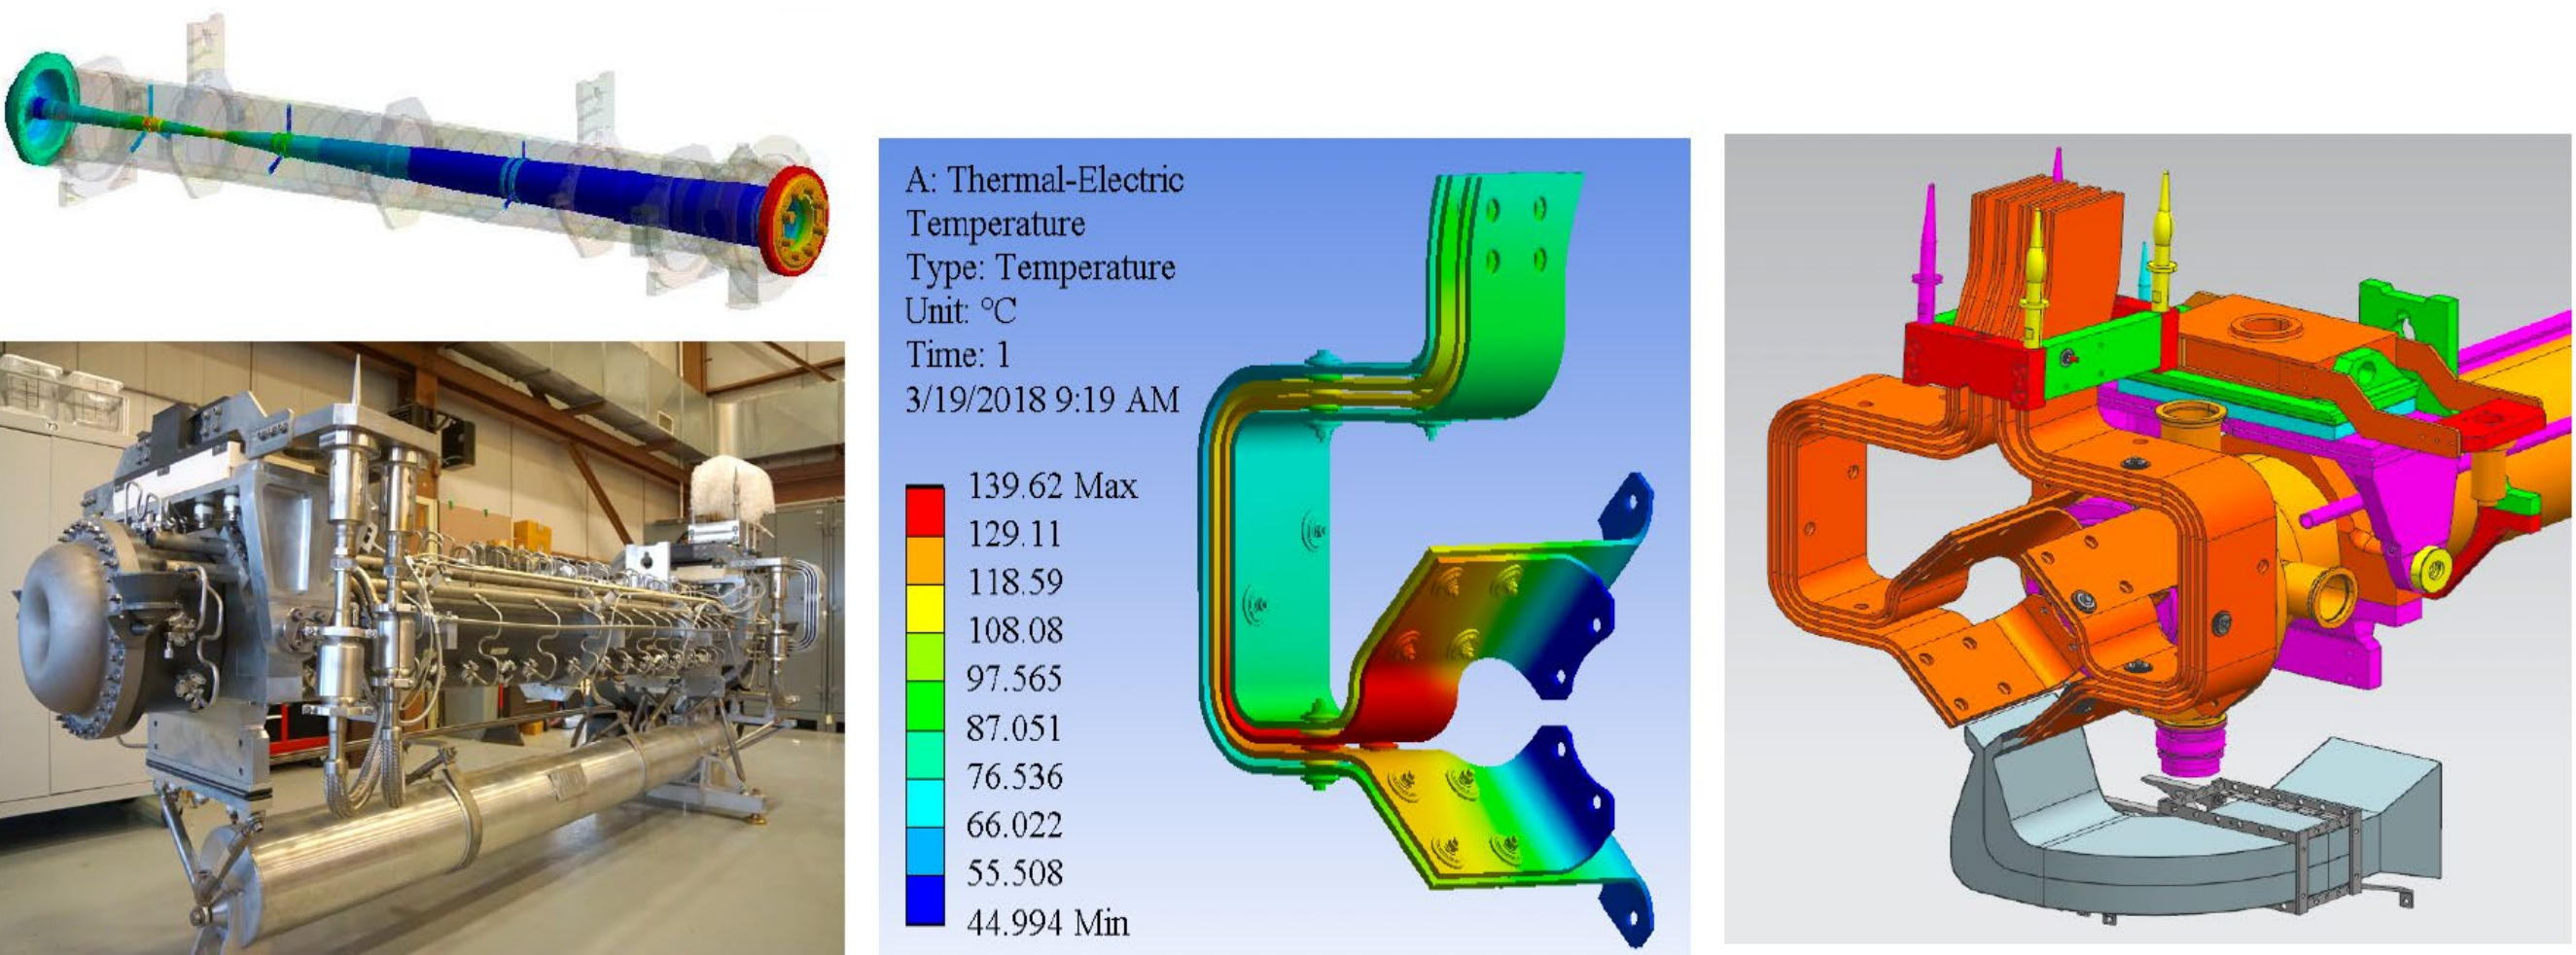 A: Thermal-Electric
Temperature
Type: Temperature
Unit: °C
Time: 1
3/19/2018 9:19 AM
139.62 Max
129.11
118.59
108.08
97.565
87.051
76.536
66.022
55.508
44.994 Min